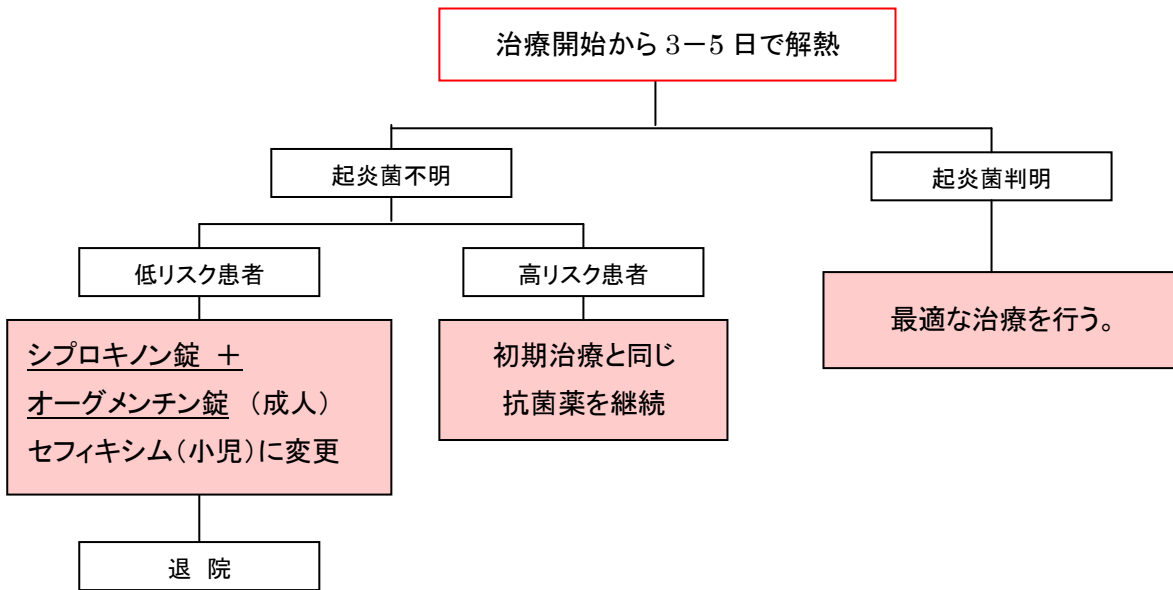 治療開始から 3－5 日で解熱
起炎菌不明
起炎菌判明
低リスク患者
高リスク患者
シプロキノン錠 ＋
オーグメンチン錠 （成人）
セフィキシム（小児）に変更
初期治療と同じ
抗菌薬を継続
最適な治療を行う。
退 院